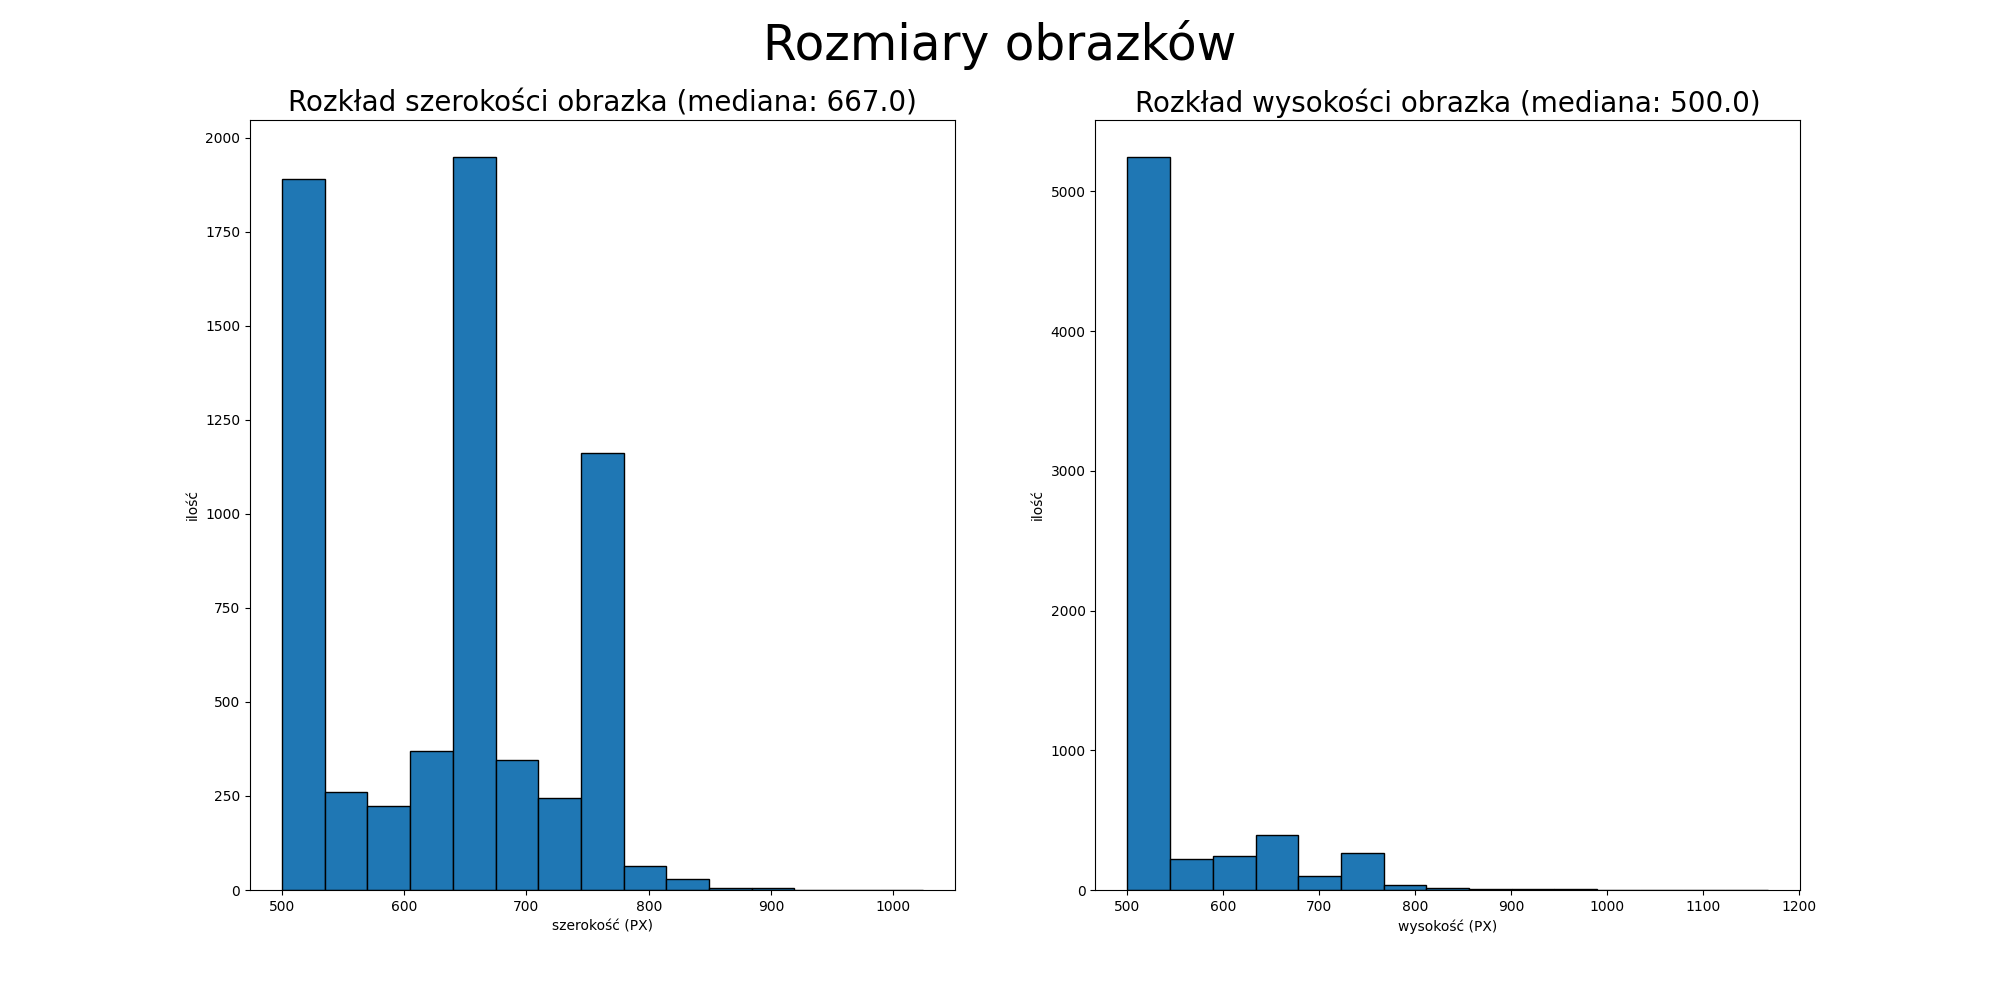 Rozmiary obrazków
Rozkład szerokości obrazka (mediana: 667.0)
2000
1750
1500
1250
1000
750
500
250
0
ilość
500 600 700 800 900 1000
szerokość (PX)
Rozkład wysokości obrazka (mediana: 500.0)
5000
4000
3000
2000
1000
0
ilość
500 600 700 800 900 1000 1100 1200
wysokość (PX)